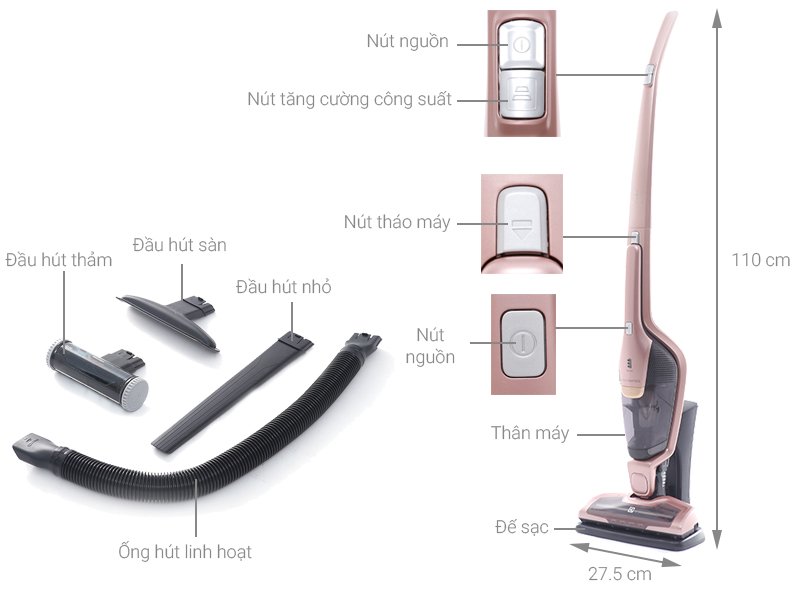 Nút nguồn
Nút tăng cường công suất
Nút tháo máy
Đầu hút sàn
Đầu hút thảm
110 cm
Đầu hút nhỏ
Nút
nguồn
Thân máy
Đế sạc
Ống hút linh hoạt
27.5 cm